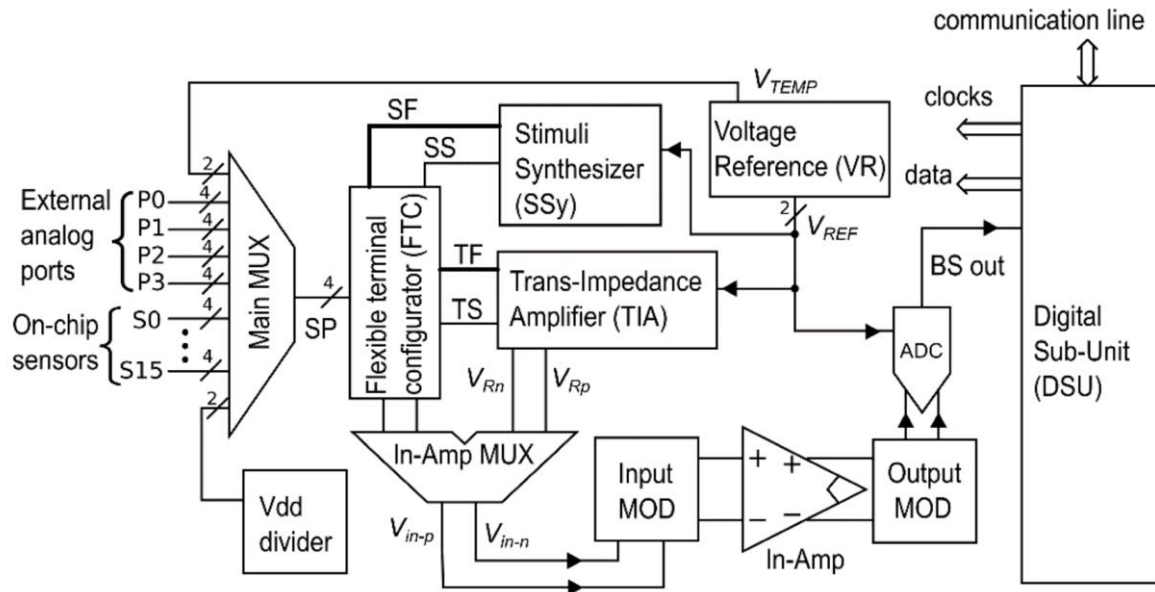 communication line
V_TEMP
clocks
SF
SS
Stimuli
Synthesizer
(SSy)
Voltage
Reference (VR)
data
2
2
V_REF
External
analog
ports
P0
4
P1
4
P2
4
P3
4
On-chip
sensors
S0
4
S15
4
2
Main MUX
4
SP
Flexible terminal
configurator (FTC)
TF
TS
Trans-Impedance
Amplifier (TIA)
BS out
ADC
Digital
Sub-Unit
(DSU)
V_Rn
V_Rp
In-Amp MUX
Vdd
divider
V_in-p
V_in-n
Input
MOD
+
+
−
−
In-Amp
Output
MOD